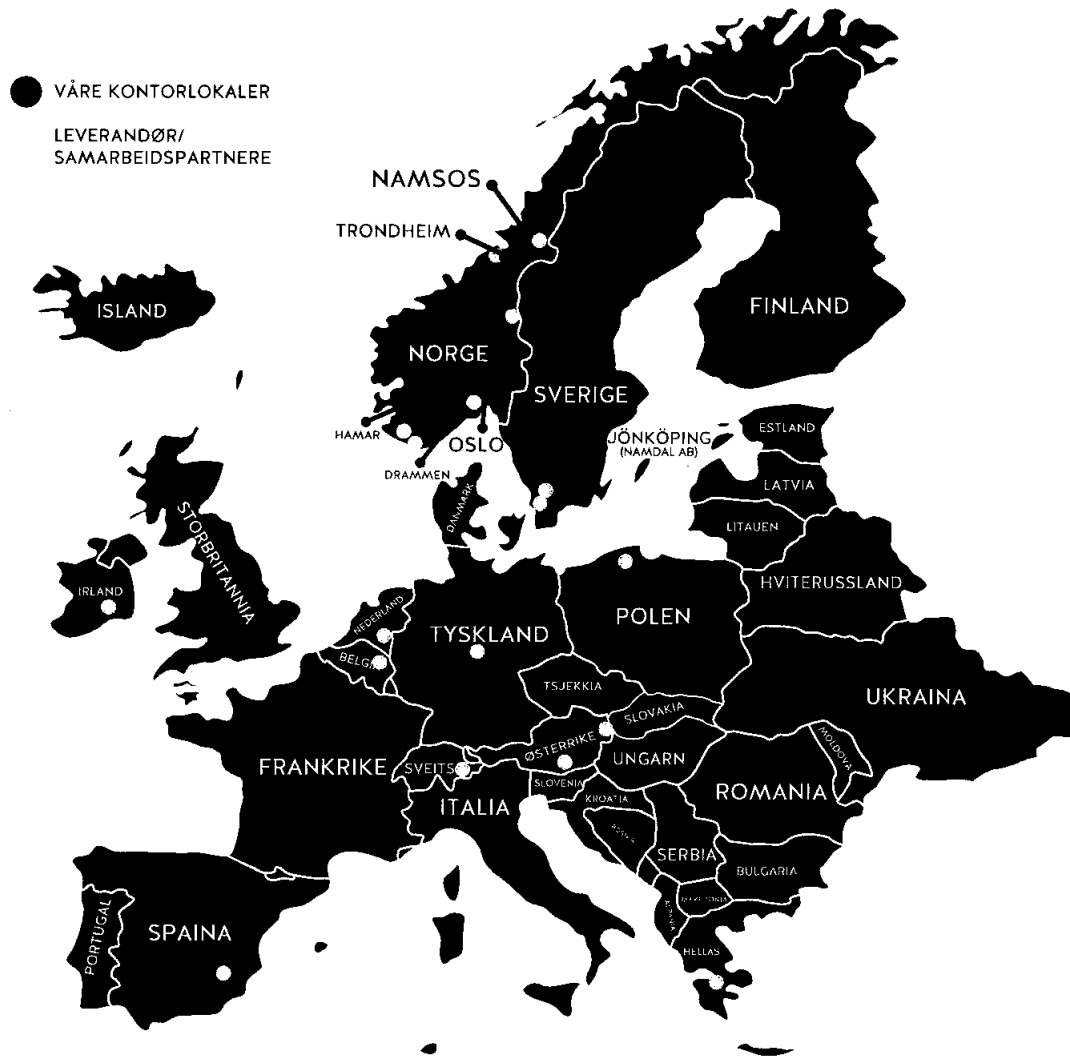 VÅRE KONTORLOKALER
LEVERANDØR/
SAMARBEIDSPARTNERE
NAMSOS
TRONDHEIM
ISLAND
FINLAND
NORGE
SVERIGE
HAMAR
OSLO
DRAMMEN
JÖNKÖPING
(NAMDAL AB)
ESTLAND
LATVIA
DANMARK
LITAUEN
STORBRITANNIA
HVITERUSSLAND
IRLAND
NEDERLAND
TYSKLAND
POLEN
BELGIA
TSJEKKIA
UKRAINA
SLOVAKIA
ØSTERRIKE
MOLDOVA
UNGARN
FRANKRIKE
SVEITS
SLOVENIA
KROATIA
ROMANIA
ITALIA
BOSNIA
SERBIA
BULGARIA
MAKEDONIA
ALBANIA
PORTUGAL
SPAINA
HELLAS